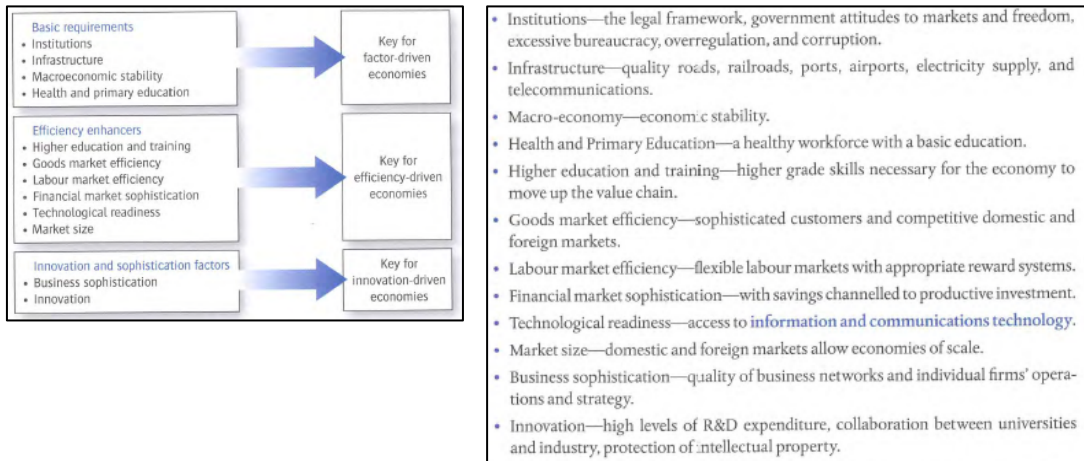 Basic requirements
• Institutions
• Infrastructure
• Macroeconomic stability
• Health and primary education
Key for
factor-driven
economies
Efficiency enhancers
• Higher education and training
• Goods market efficiency
• Labour market efficiency
• Financial market sophistication
• Technological readiness
• Market size
Key for
efficiency-driven
economies
Innovation and sophistication factors
• Business sophistication
• Innovation
Key for
innovation-driven
economies
• Institutions—the legal framework, government attitudes to markets and freedom,
excessive bureaucracy, overregulation, and corruption.
• Infrastructure—quality roads, railroads, ports, airports, electricity supply, and
telecommunications.
• Macro-economy—economic stability.
• Health and Primary Education—a healthy workforce with a basic education.
• Higher education and training—higher grade skills necessary for the economy to
move up the value chain.
• Goods market efficiency—sophisticated customers and competitive domestic and
foreign markets.
• Labour market efficiency—flexible labour markets with appropriate reward systems.
• Financial market sophistication—with savings channelled to productive investment.
• Technological readiness—access to information and communications technology.
• Market size—domestic and foreign markets allow economies of scale.
• Business sophistication—quality of business networks and individual firms' opera-
tions and strategy.
• Innovation—high levels of R&D expenditure, collaboration between universities
and industry, protection of intellectual property.